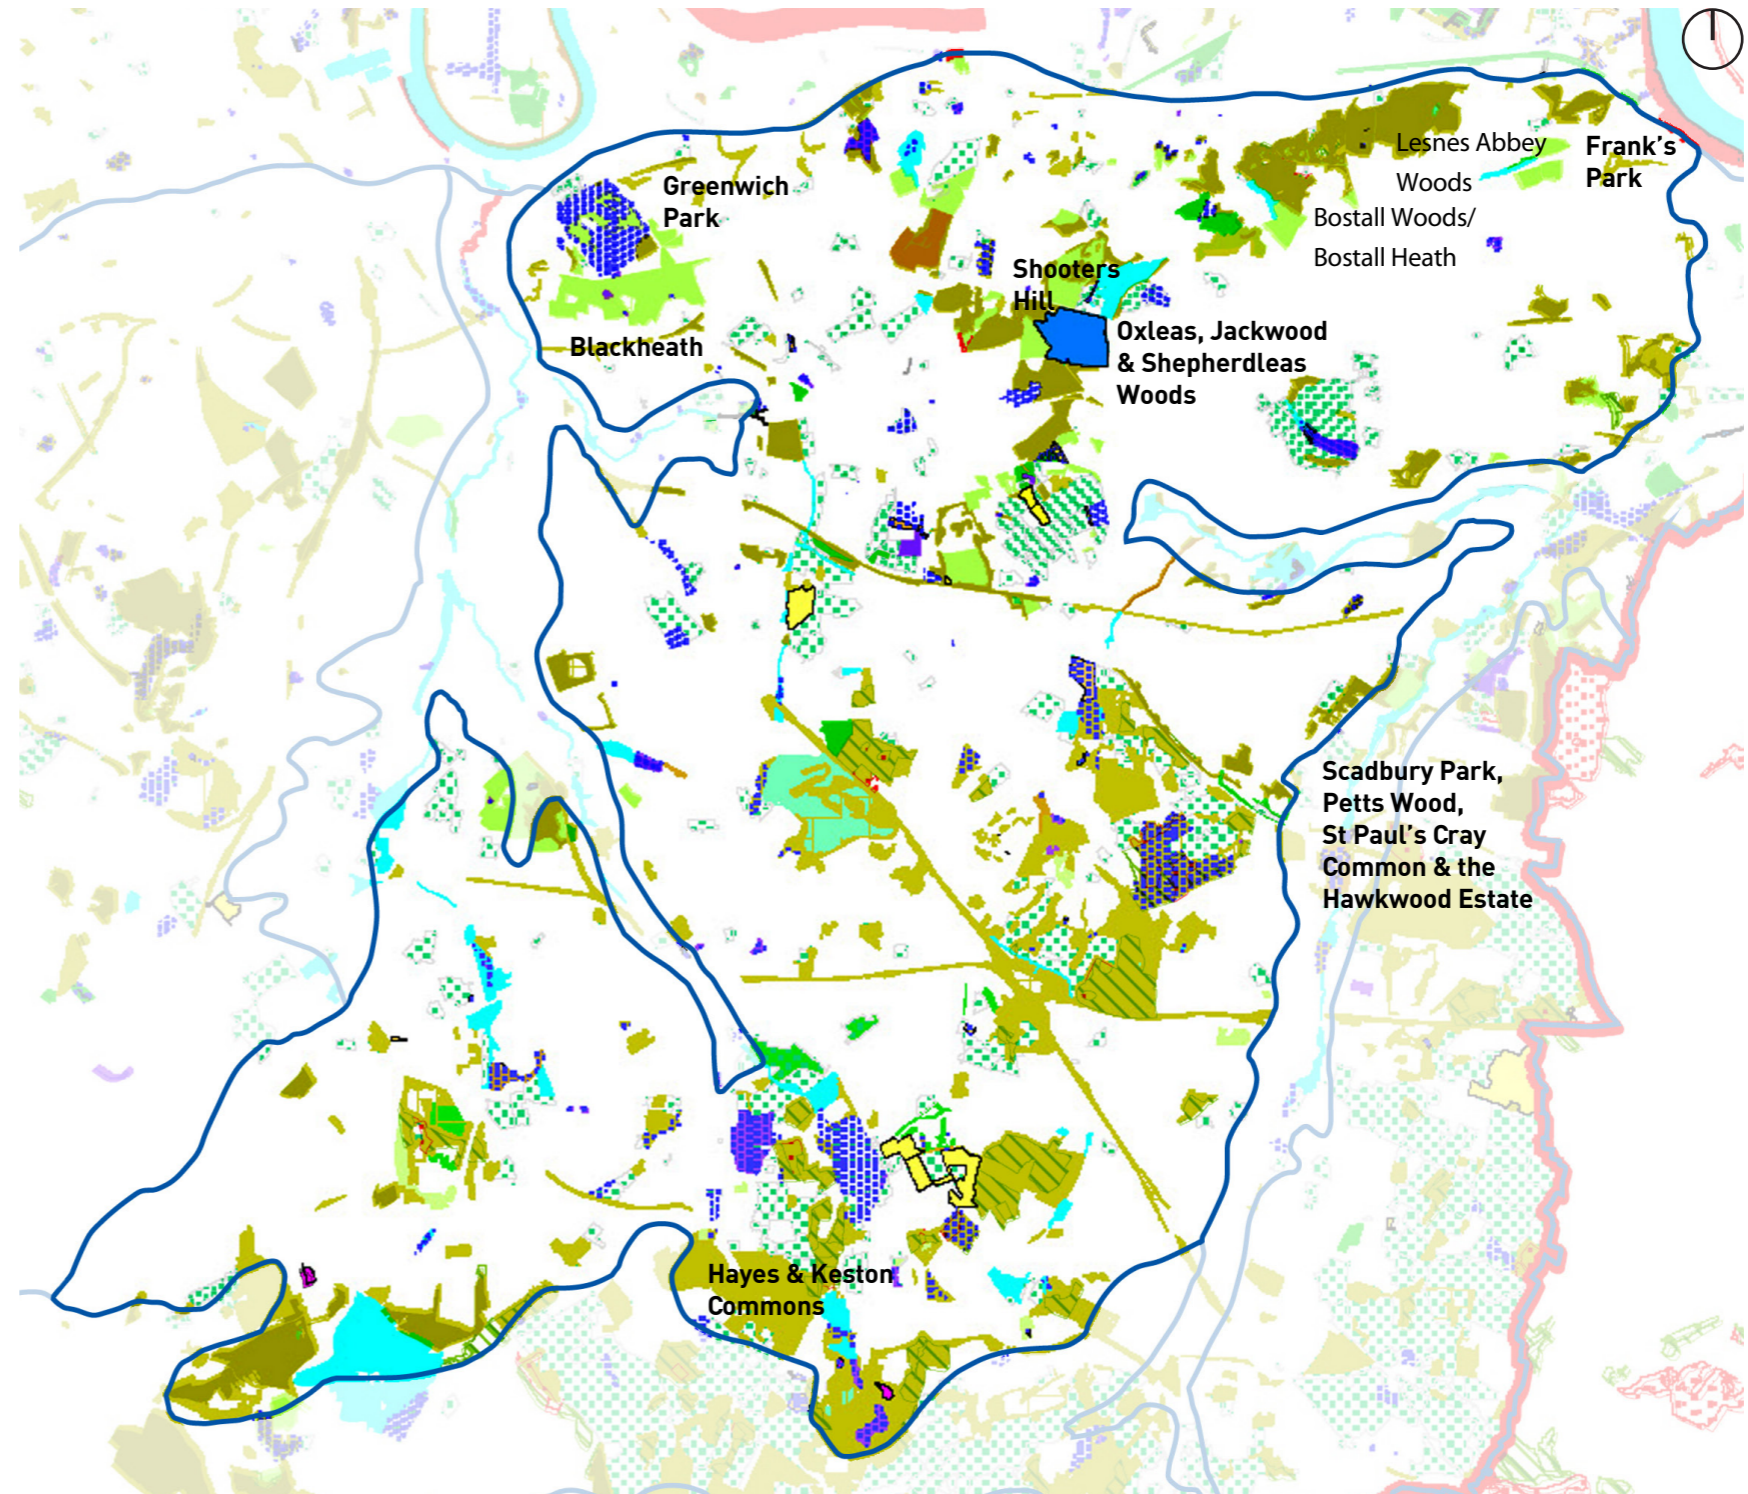 Lesnes Abbey
Woods
Frank's
Park
Greenwich
Park
Bostall Woods/
Bostall Heath
Shooters
Hill
Oxleas, Jackwood
& Shepherdleas
Woods
Blackheath
Scadbury Park,
Petts Wood,
St Paul's Cray
Common & the
Hawkwood Estate
Hayes & Keston
Commons